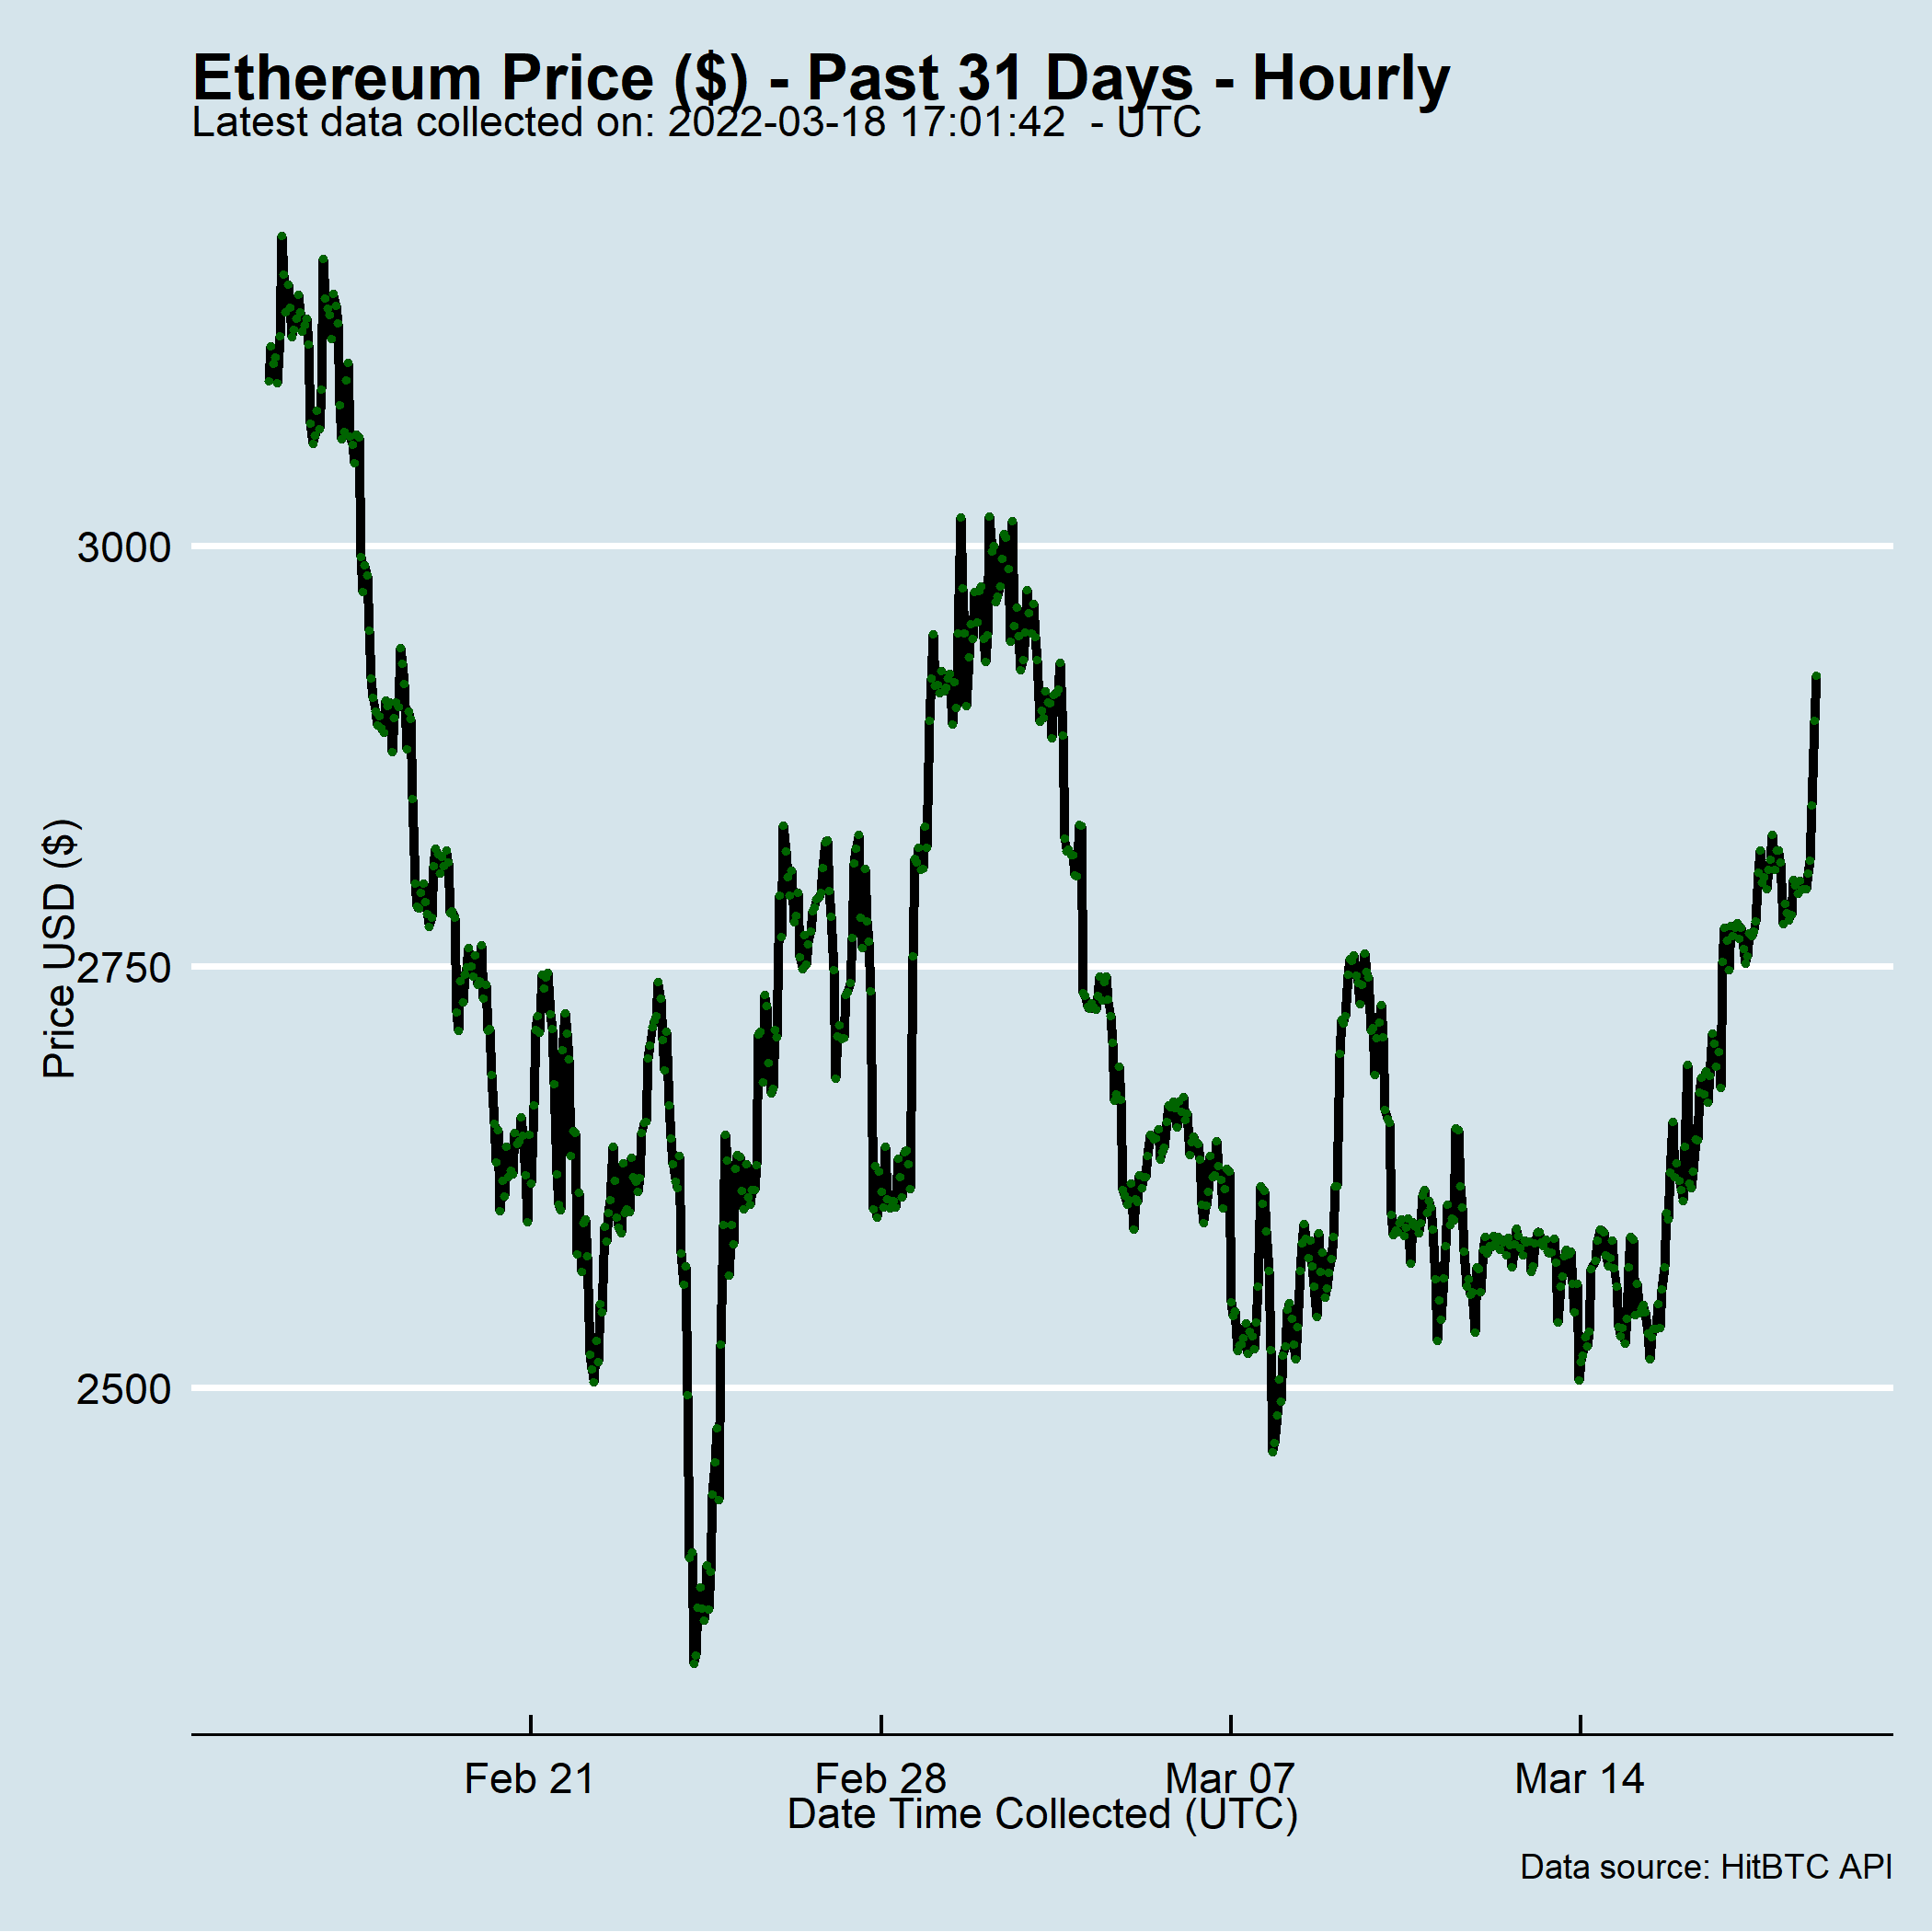 Ethereum Price ($) - Past 31 Days - Hourly
Latest data collected on: 2022-03-18 17:01:42  - UTC
Price USD ($)
3000
2750
2500
Feb 21
Feb 28
Mar 07
Mar 14
Date Time Collected (UTC)
Data source: HitBTC API